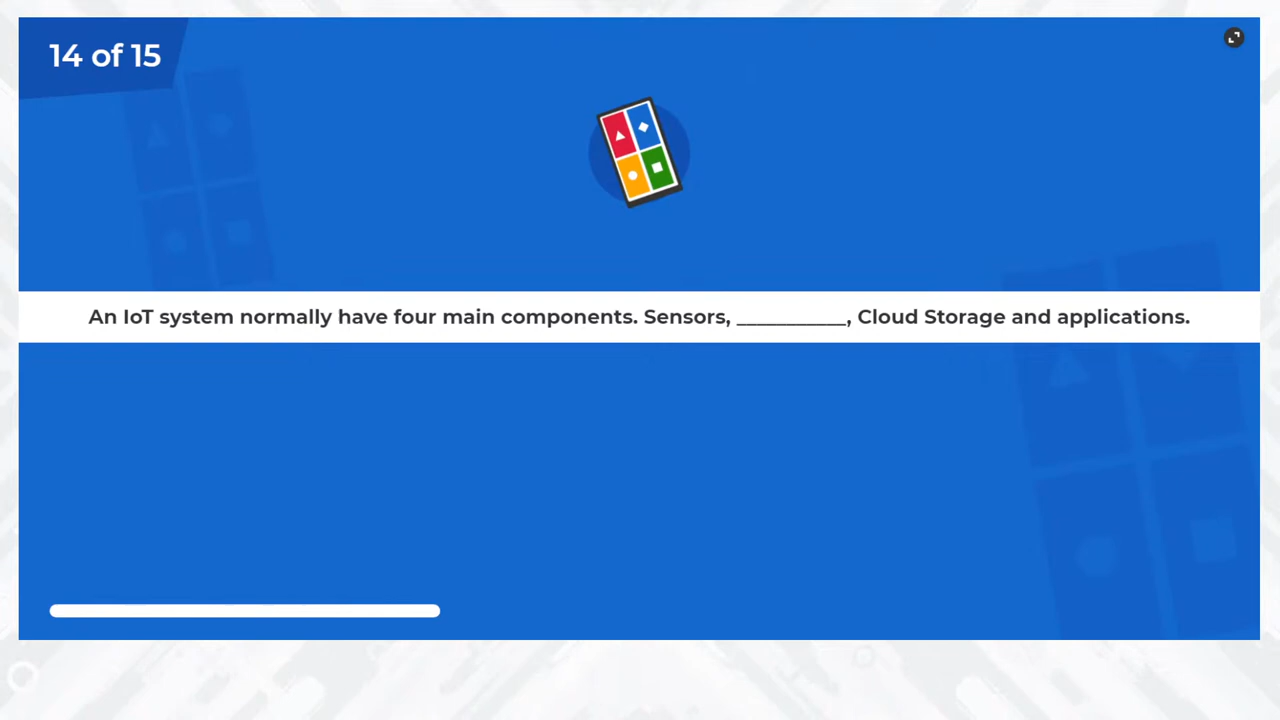 14 of 15
An IoT system normally have four main components. Sensors, ___________, Cloud Storage and applications.